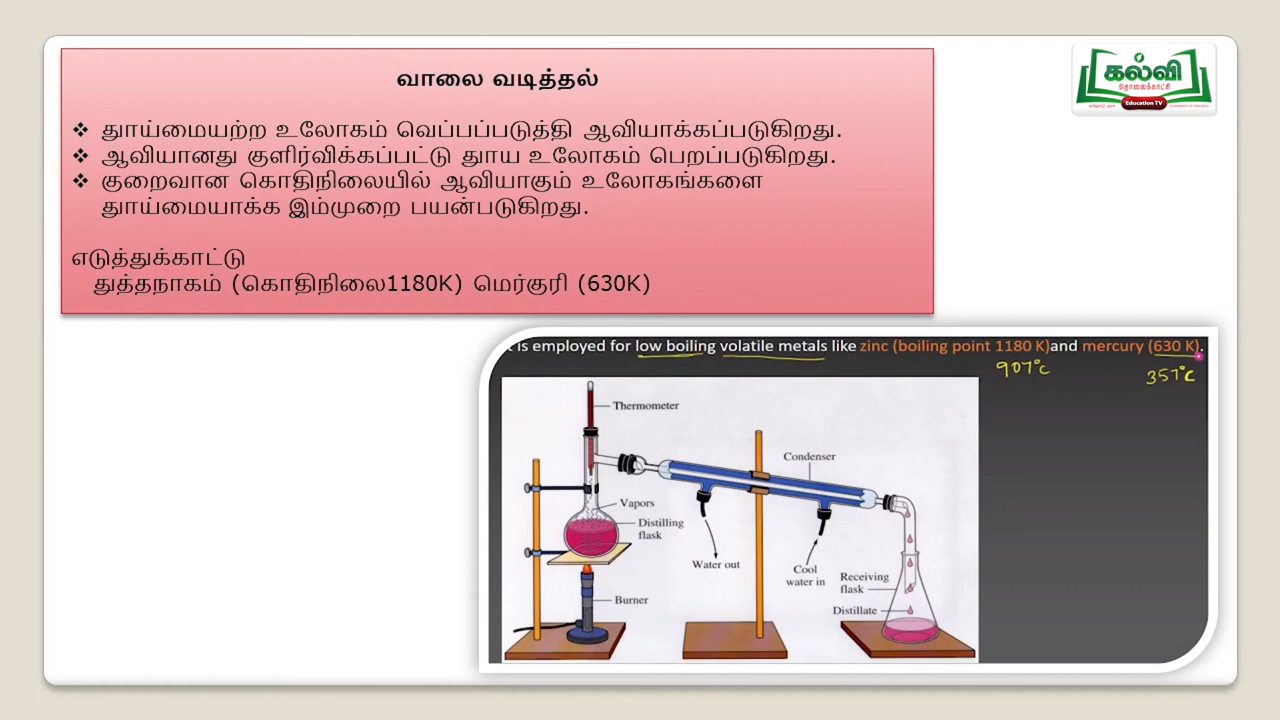 வாலை வடித்தல்
❖ தூய்மையற்ற உலோகம் வெப்பப்படுத்தி ஆவியாக்கப்படுகிறது.
❖ ஆவியானது குளிர்விக்கப்பட்டு தூய உலோகம் பெறப்படுகிறது.
❖ குறைவான கொதிநிலையில் ஆவியாகும் உலோகங்களை
தூய்மையாக்க இம்முறை பயன்படுகிறது.
எடுத்துக்காட்டு
துத்தநாகம் (கொதிநிலை1180K) மெர்குரி (630K)
கல்வி
தொலைக்காட்சி
Education TV
is employed for low boiling volatile metals like zinc (boiling point 1180 K)and mercury (630 K).
907°C
357°C
Thermometer
Condenser
Vapors
Distilling
flask
Water out
Cool
water in
Receiving
flask
Burner
Distillate